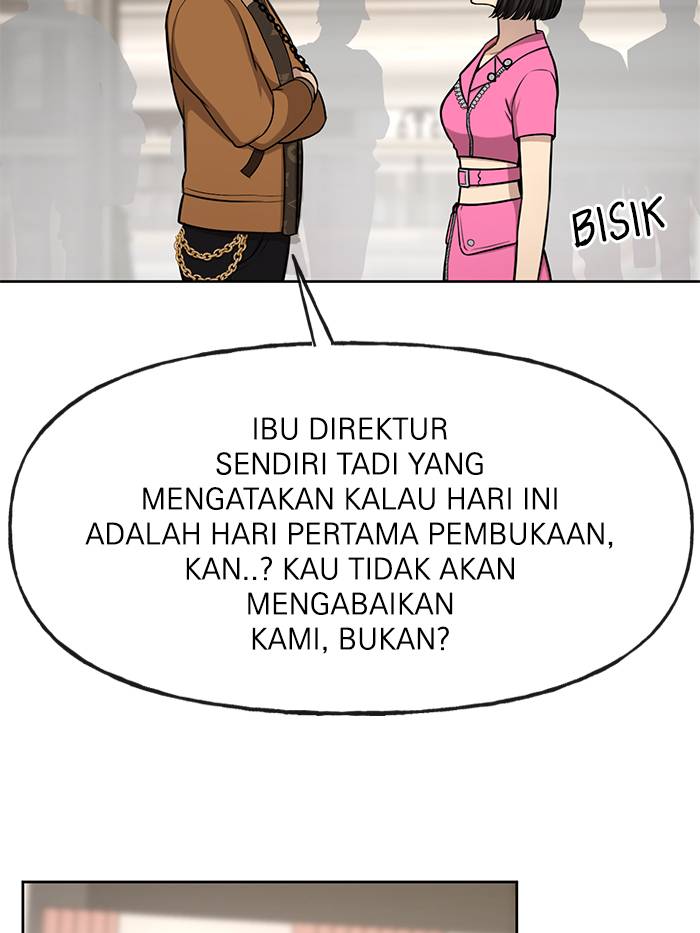 BISIK
IBU DIREKTUR
SENDIRI TADI YANG
MENGATAKAN KALAU HARI INI
ADALAH HARI PERTAMA PEMBUKAAN,
KAN..? KAU TIDAK AKAN
MENGABAIKAN
KAMI, BUKAN?